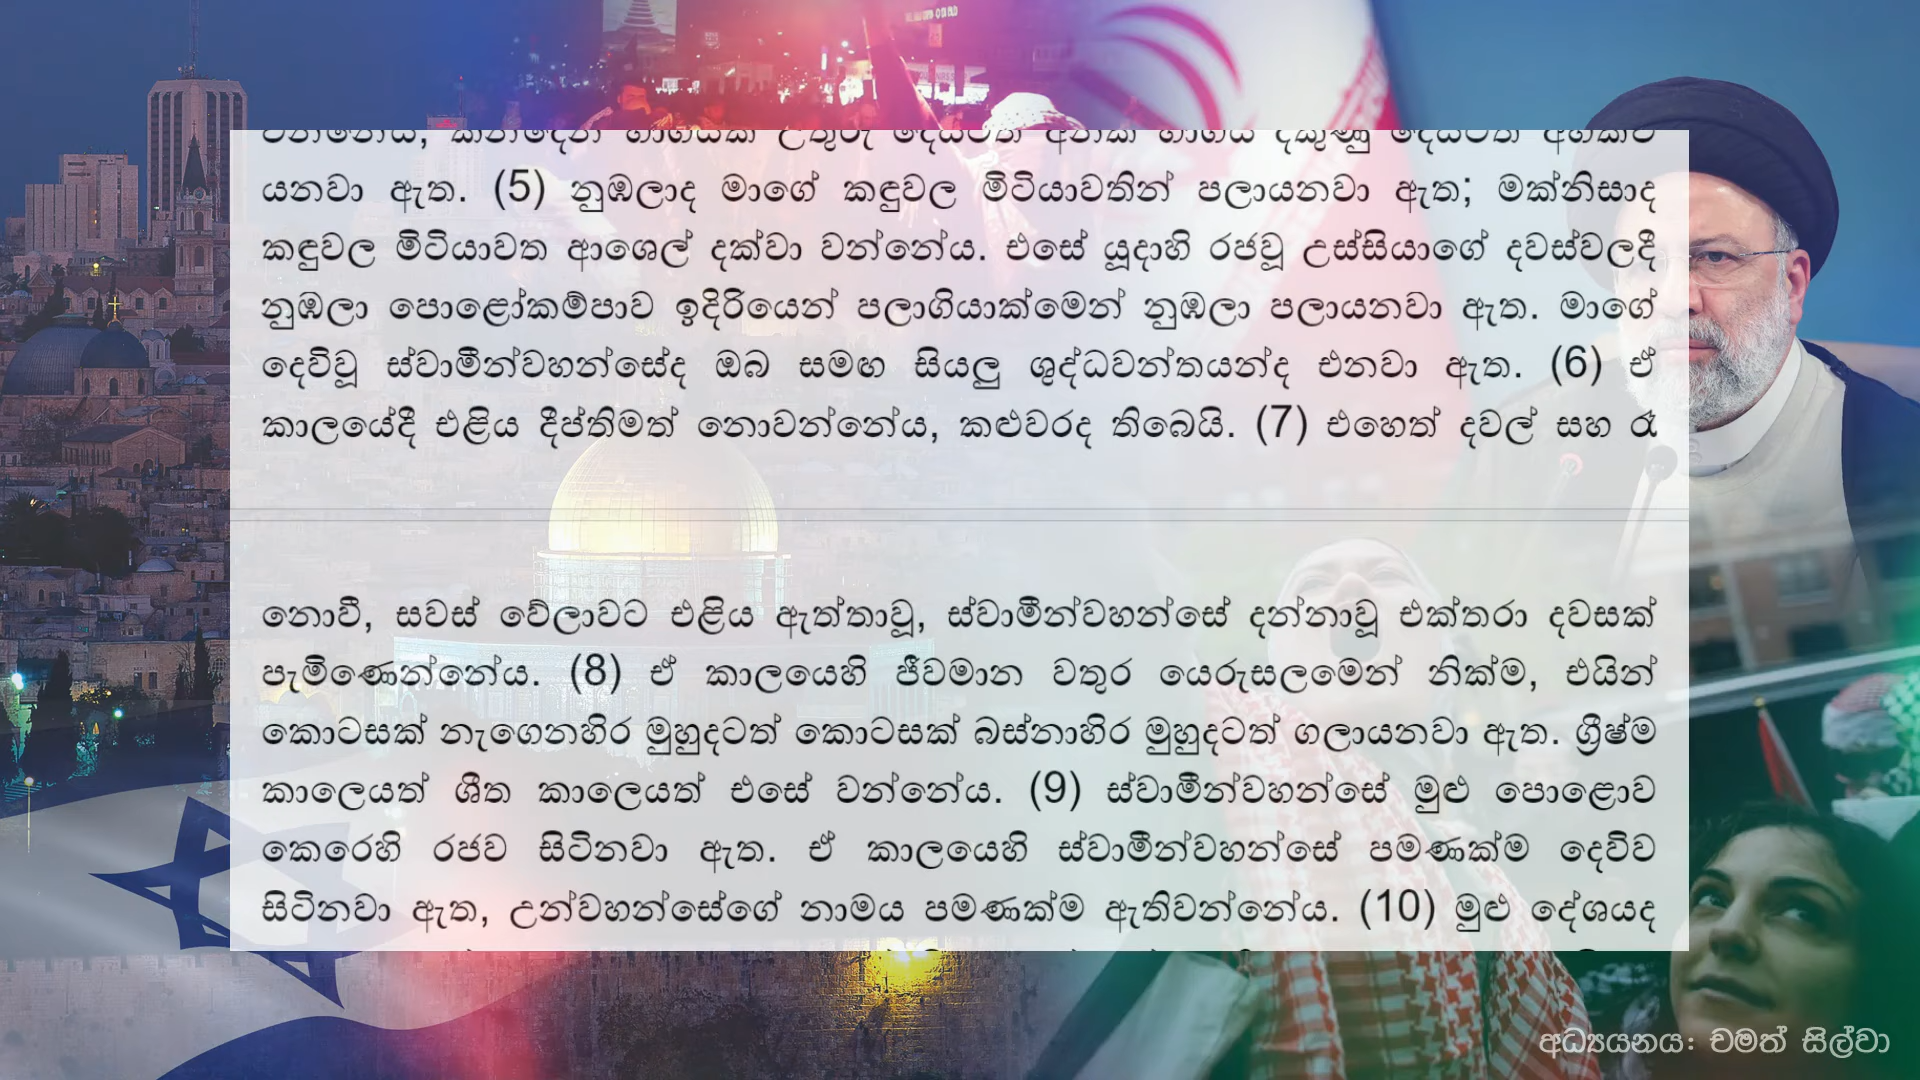 යනවා ඇත. (5) නුඹලාද මාගේ කඳුවල මිටියාවතින් පලායනවා ඇත; මක්නිසාද
කඳුවල මිටියාවත ආශෙල් දක්වා වන්නේය. එසේ යූදාහි රජවූ උස්සියාගේ දවස්වලදී
නුඹලා පොළෝකම්පාව ඉදිරියෙන් පලාගියාක්මෙන් නුඹලා පලායනවා ඇත. මාගේ
දෙවිවූ ස්වාමීන්වහන්සේද ඔබ සමඟ සියලු ශුද්ධවන්තයන්ද එනවා ඇත. (6) ඒ
කාලයේදී එළිය දීප්තිමත් නොවන්නේය, කළුවරද තිබෙයි. (7) එහෙත් දවල් සහ රෑ
නොවී, සවස් වේලාවට එළිය ඇත්තාවූ, ස්වාමීන්වහන්සේ දන්නාවූ එක්තරා දවසක්
පැමිණෙන්නේය. (8) ඒ කාලයෙහි ජීවමාන වතුර යෙරුසලමෙන් නික්ම, එයින්
කොටසක් නැගෙනහිර මුහුදටත් කොටසක් බස්නාහිර මුහුදටත් ගලායනවා ඇත. ග්‍රීෂ්ම
කාලෙයත් ශීත කාලෙයත් එසේ වන්නේය. (9) ස්වාමීන්වහන්සේ මුළු පොළොව
කෙරෙහි රජව සිටිනවා ඇත. ඒ කාලයෙහි ස්වාමීන්වහන්සේ පමණක්ම දෙවිව
සිටිනවා ඇත, උන්වහන්සේගේ නාමය පමණක්ම ඇතිවන්නේය. (10) මුළු දේශයද
අධ්‍යයනය: චමත් සිල්වා